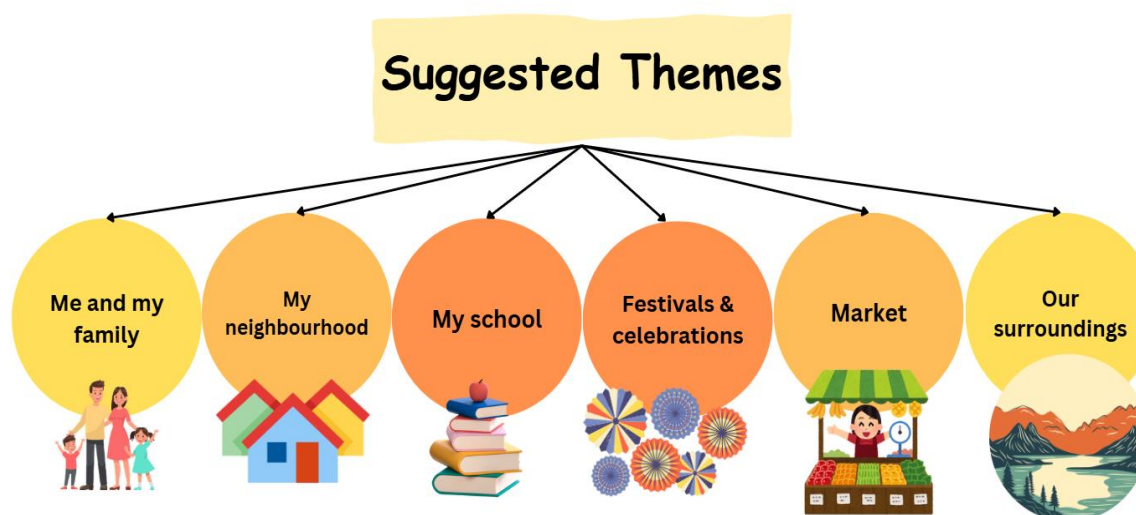 Suggested Themes
Me and my
family
My
neighbourhood
My school
Festivals &
celebrations
Market
Our
surroundings